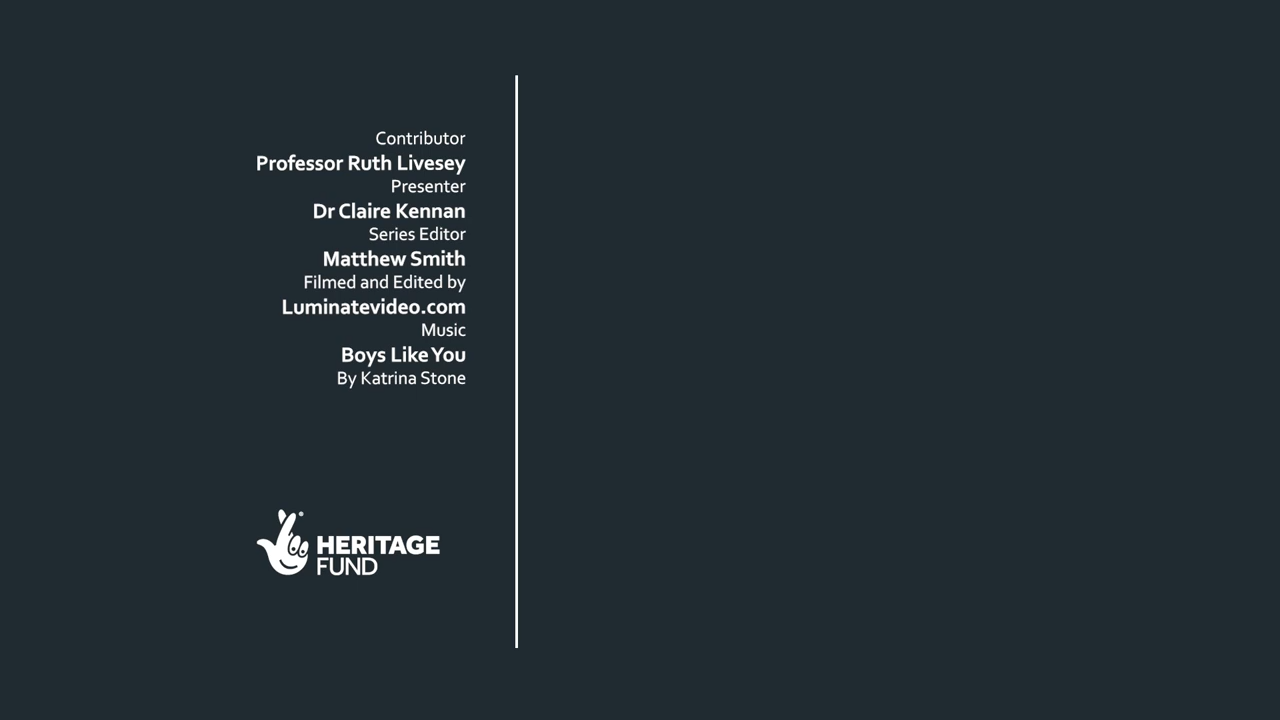 Contributor
Professor Ruth Livesey
Presenter
Dr Claire Kennan
Series Editor
Matthew Smith
Filmed and Edited by
Luminatevideo.com
Music
Boys Like You
By Katrina Stone
HERITAGE
FUND